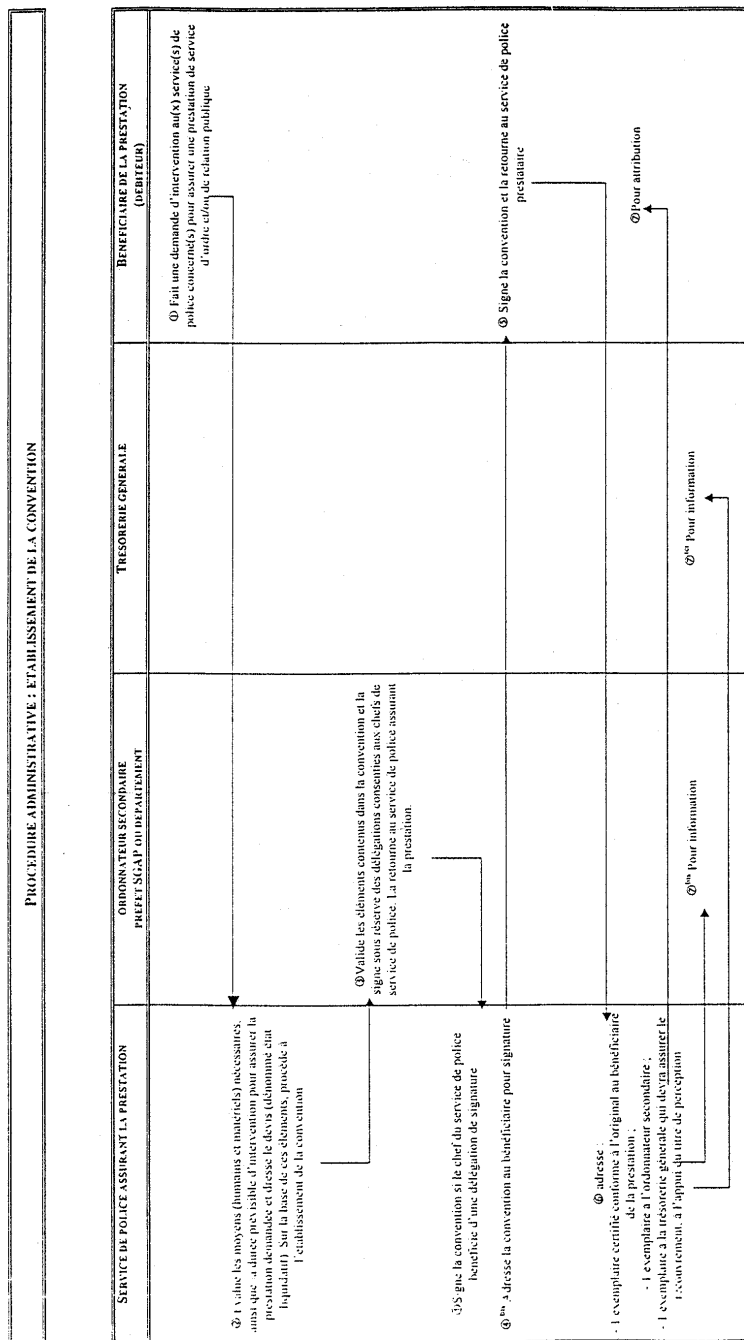 PROCEDURE ADMINISTRATIVE : ETABLISSEMENT DE LA CONVENTION
SERVICE DE POLICE ASSURANT LA PRESTATION
ORDONNATEUR SECONDAIRE
PREFET SGAP OU DEPARTEMENT
TRESORERIE GENERALE
BENEFICIAIRE DE LA PRESTATION
(DEBITEUR)
① Fait une demande d'intervention au(x) service(s) de
police concerné(s) pour assurer une prestation de service
d'ordre et/ou de relation publique
② Evalue les moyens (humains et matériels) nécessaires,
ainsi que la durée prévisible d'intervention pour assurer la
prestation demandée et dresse le devis (dénommé état
liquidatif) Sur la base de ces éléments, procède à
l'etablissement de la convention
③ Valide les éléments contenus dans la convention et la
signe sous réserve des délégations consenties aux chefs de
service de police. La retourne au service de police assurant
la prestation.
④ Signe la convention si le chef du service de police
bénéficie d'une délégation de signature
④ bis Adresse la convention au bénéficiaire pour signature
⑤ Signe la convention et la retourne au service de police
prestataire
⑥ adresse :
- 1 exemplaire certifié conforme à l'original au bénéficiaire
de la prestation ;
- 1 exemplaire à l'ordonnateur secondaire ;
- 1 exemplaire à la trésorerie générale qui devra assurer le
recouvrement, à l'appui du titre de perception
⑦ Pour attribution
⑦ bis Pour information
⑦ ter Pour information